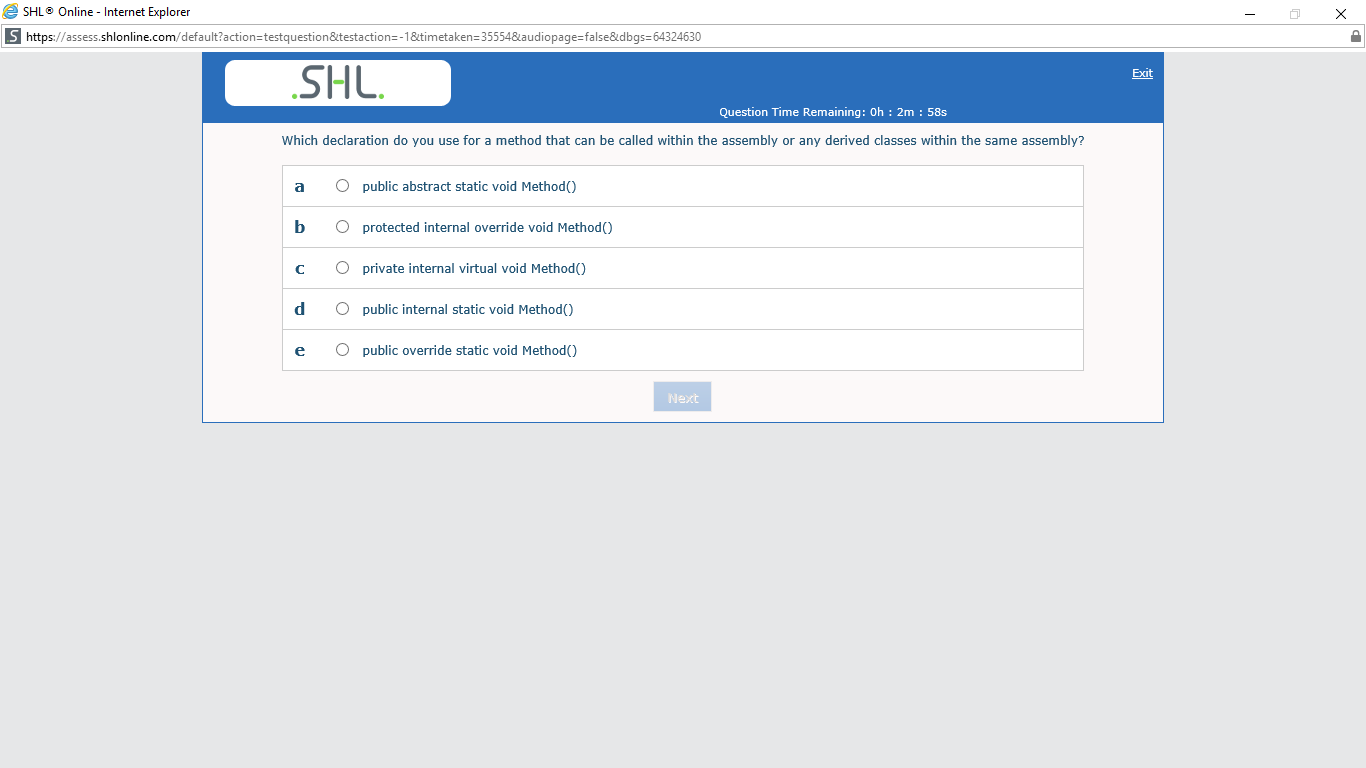 SHL® Online - Internet Explorer
https://assess.shlonline.com/default?action=testquestion&testaction=-1&timetaken=35554&audiopage=false&dbgs=64324630
SHL
Exit
Question Time Remaining: 0h : 2m : 58s
Which declaration do you use for a method that can be called within the assembly or any derived classes within the same assembly?
a public abstract static void Method()
b protected internal override void Method()
c private internal virtual void Method()
d public internal static void Method()
e public override static void Method()
Next